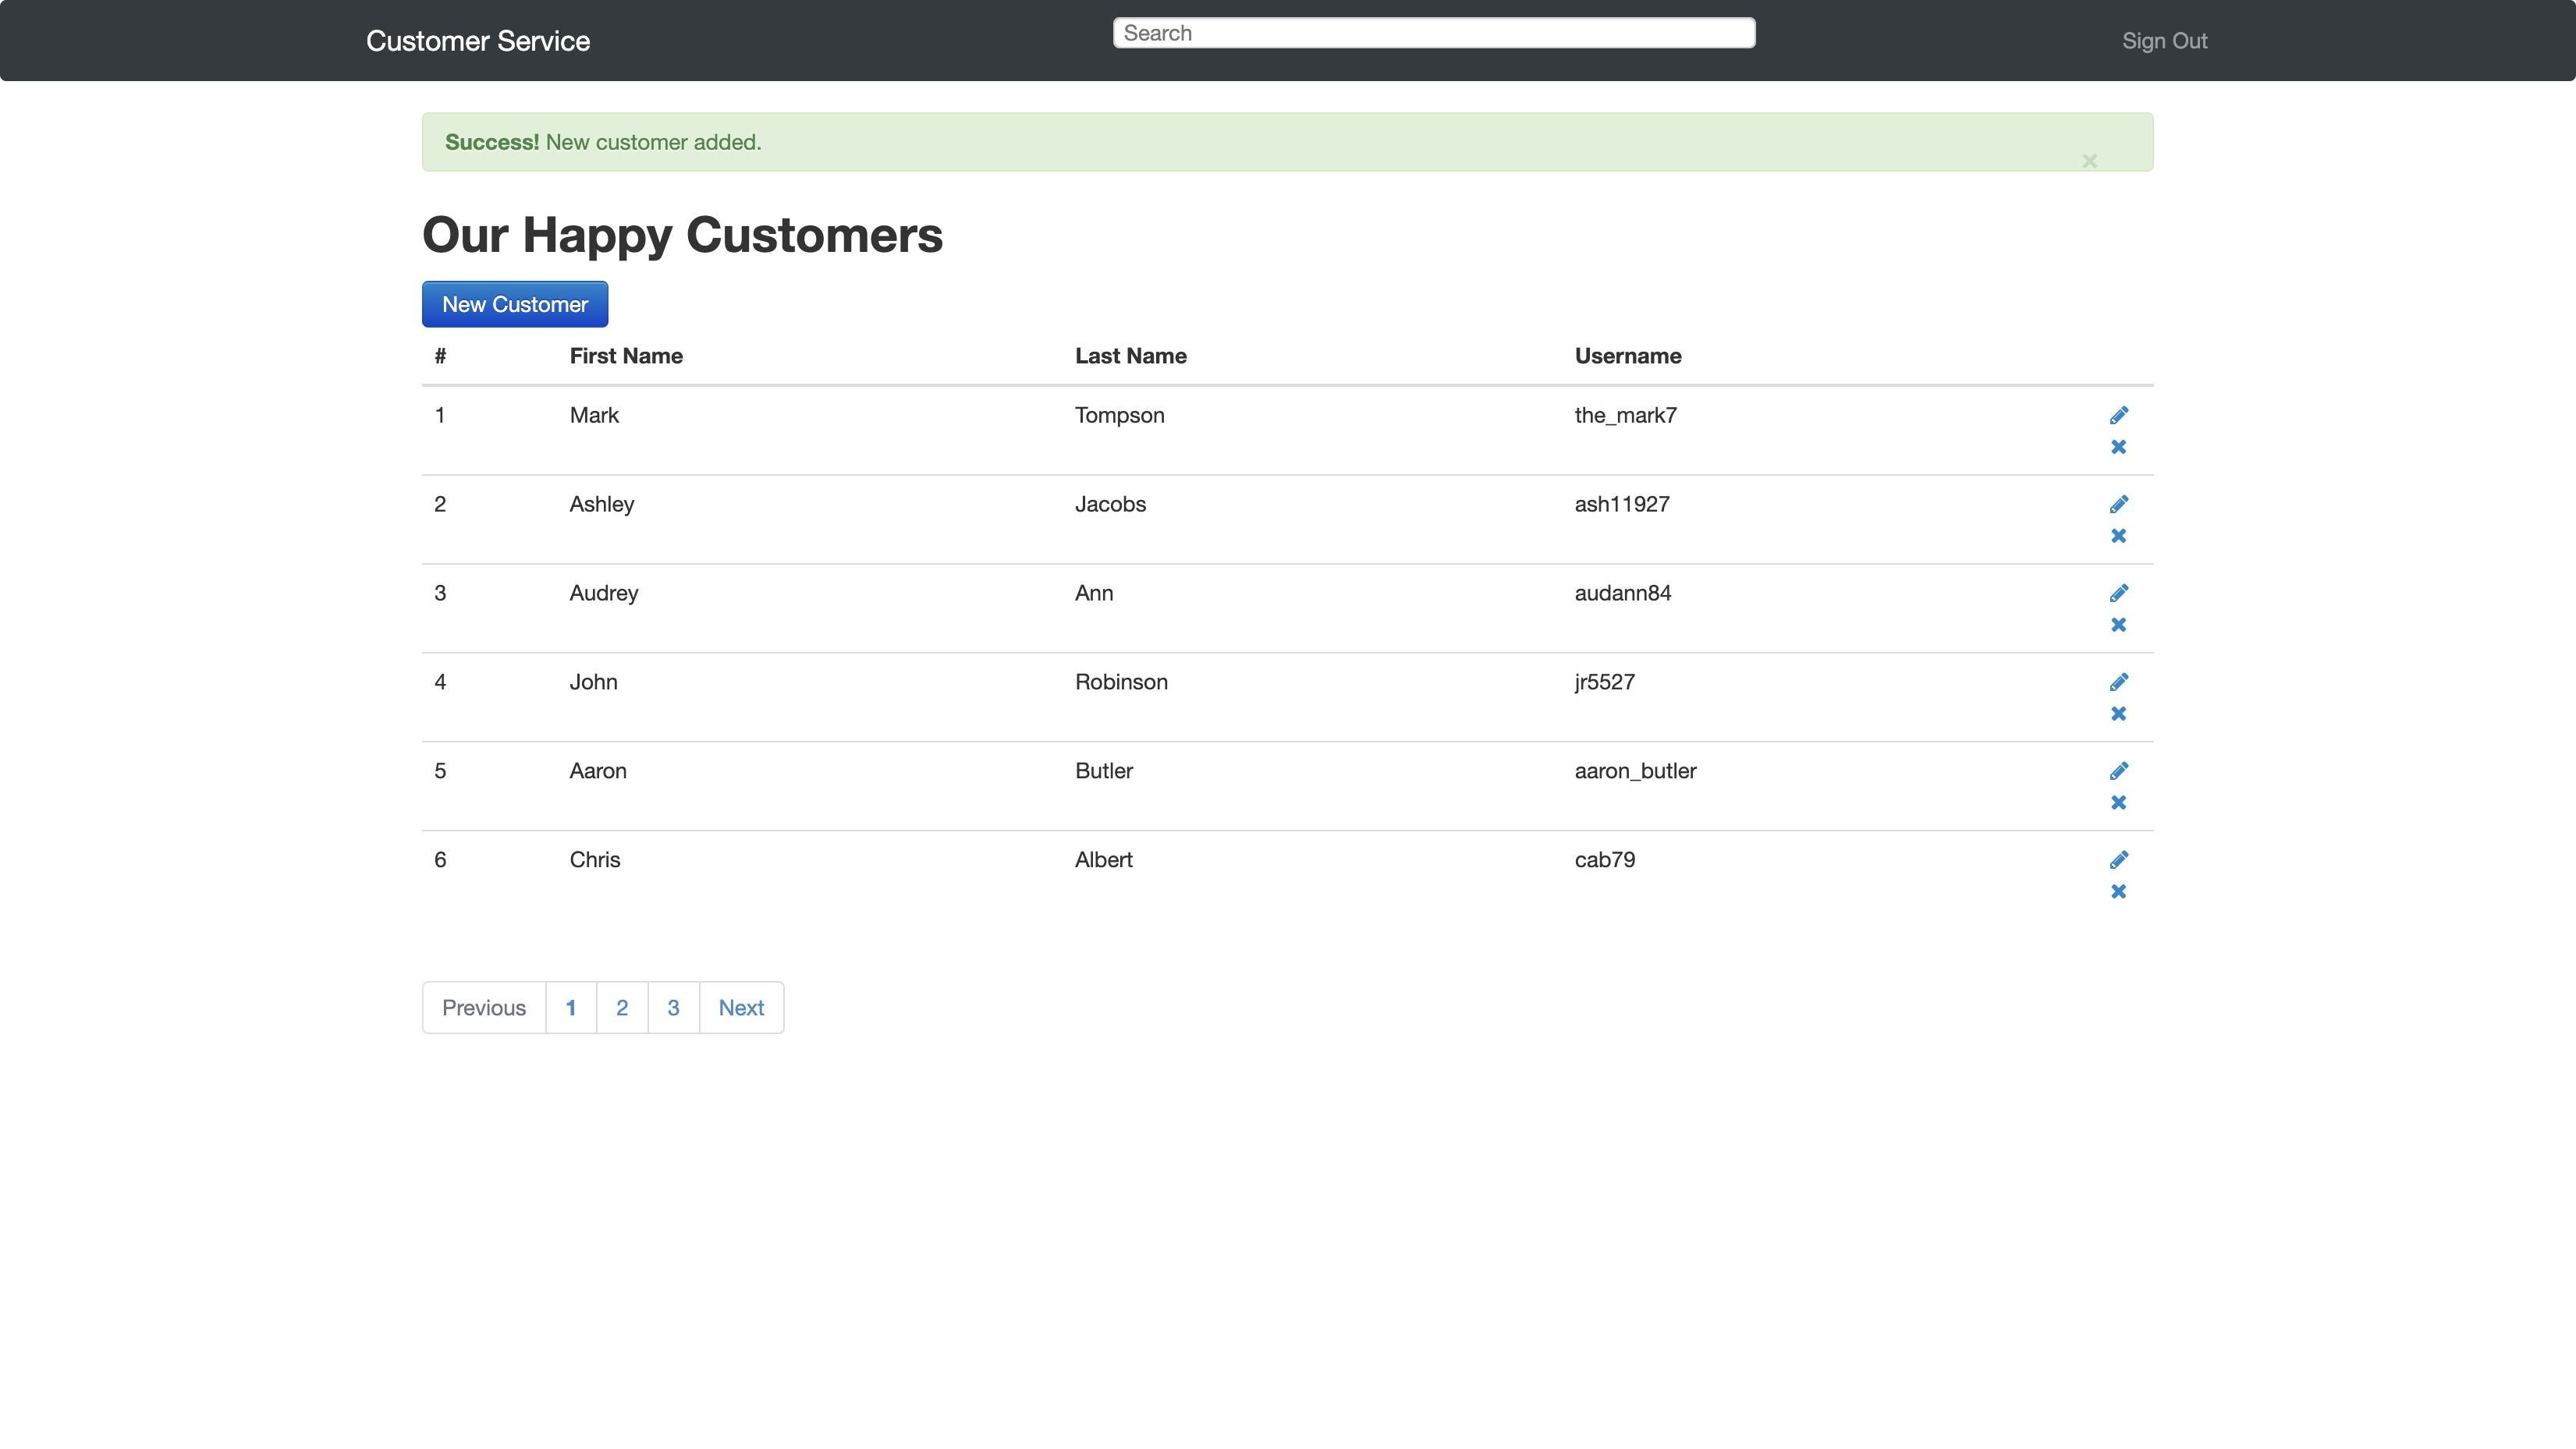 Customer Service Search Sign Out
Success! New customer added. ×
Our Happy Customers
New Customer
# First Name Last Name Username
1 Mark Tompson the_mark7
2 Ashley Jacobs ash11927
3 Audrey Ann audann84
4 John Robinson jr5527
5 Aaron Butler aaron_butler
6 Chris Albert cab79
Previous 1 2 3 Next